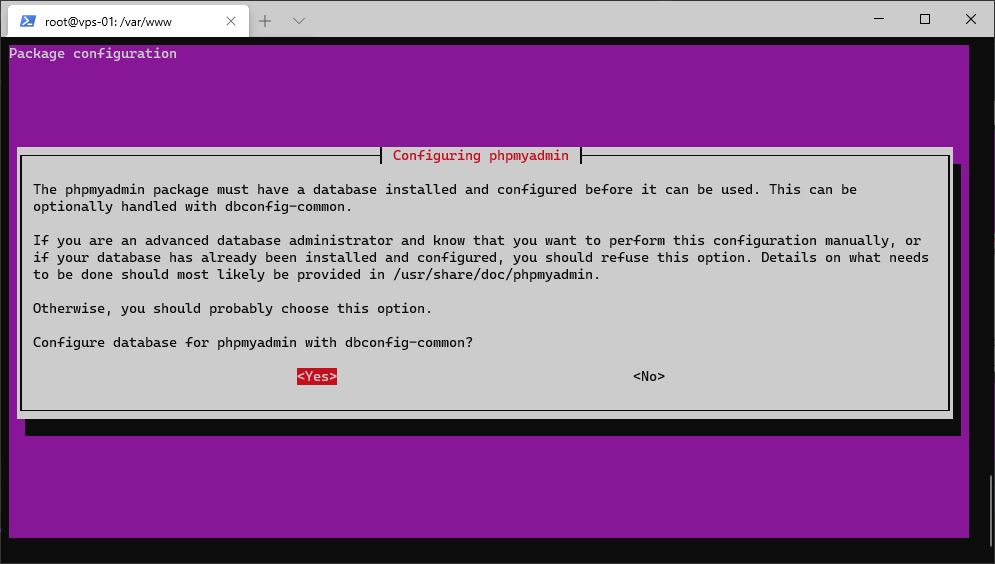 root@vps-01: /var/www
Package configuration
Configuring phpmyadmin
The phpmyadmin package must have a database installed and configured before it can be used. This can be
optionally handled with dbconfig-common.
If you are an advanced database administrator and know that you want to perform this configuration manually, or
if your database has already been installed and configured, you should refuse this option. Details on what needs
to be done should most likely be provided in /usr/share/doc/phpmyadmin.
Otherwise, you should probably choose this option.
Configure database for phpmyadmin with dbconfig-common?
<Yes> <No>